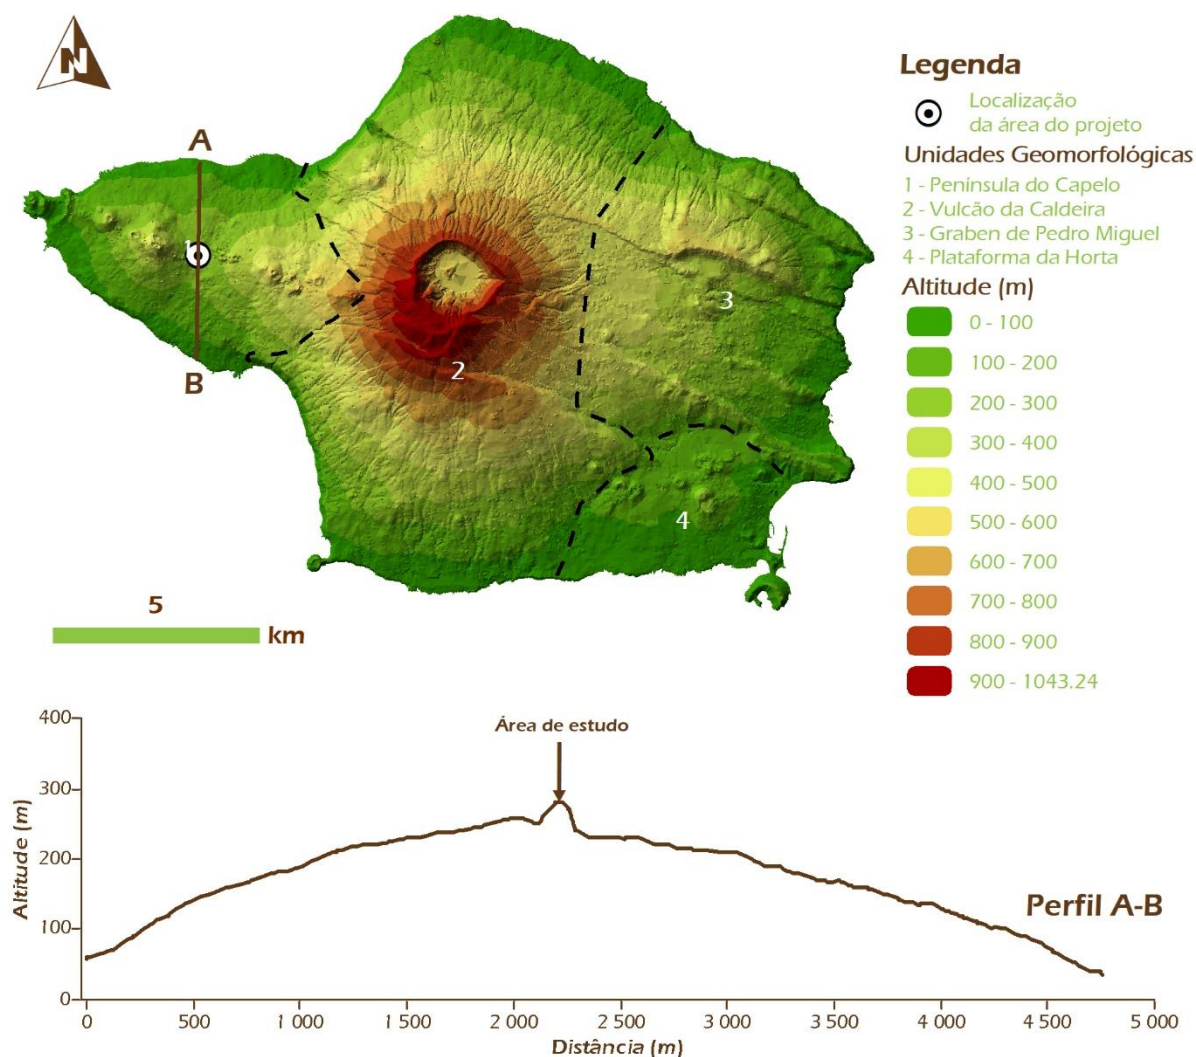 N
A
B
1
2
3
4
5
km
Legenda
Localização
da área do projeto
Unidades Geomorfológicas
1 - Península do Capelo
2 - Vulcão da Caldeira
3 - Graben de Pedro Miguel
4 - Plataforma da Horta
Altitude (m)
0 - 100
100 - 200
200 - 300
300 - 400
400 - 500
500 - 600
600 - 700
700 - 800
800 - 900
900 - 1043.24
400
300
200
100
0
Altitude (m)
Área de estudo
Perfil A-B
0
500
1 000
1 500
2 000
2 500
3 000
3 500
4 000
4 500
5 000
Distância (m)